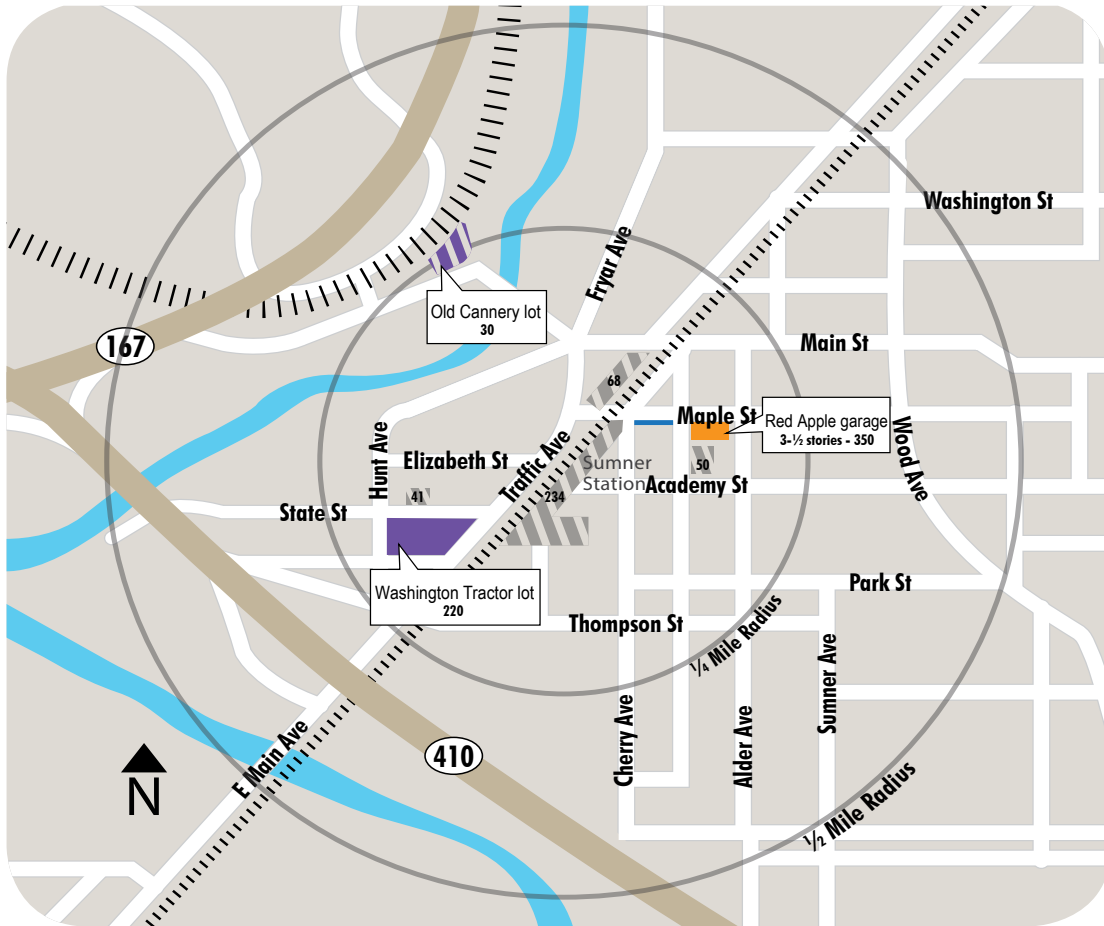 Washington St
Fryar Ave
Old Cannery lot
30
167
Main St
68
Maple St
Red Apple garage
3-½ stories - 350
Wood Ave
Hunt Ave
Elizabeth St
Traffic Ave
Sumner
Station
50
Academy St
41
234
State St
Washington Tractor lot
220
Park St
Thompson St
¼ Mile Radius
Sumner Ave
Cherry Ave
Alder Ave
410
E Main Ave
N
½ Mile Radius